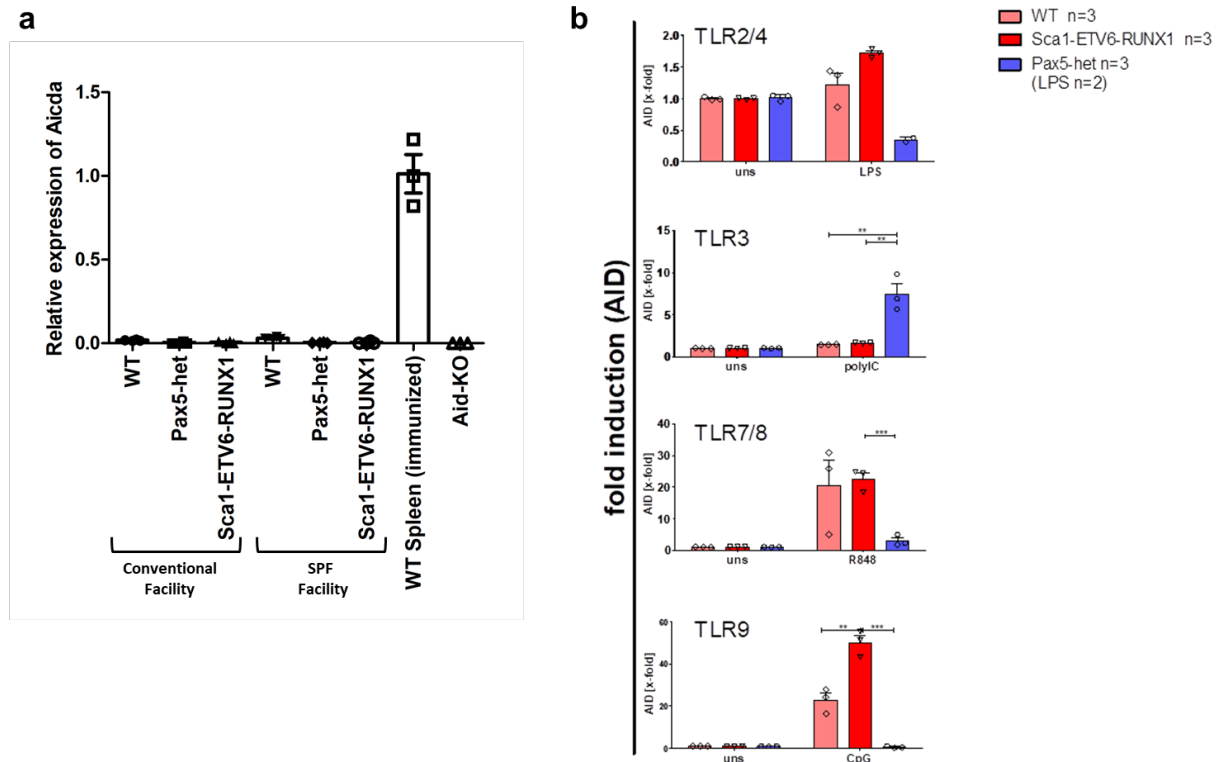 a
Relative expression of Aicda
1.5
1.0
0.5
0.0
WT
Pax5-het
Sca1-ETV6-RUNX1
WT
Pax5-het
Sca1-ETV6-RUNX1
WT Spleen (immunized)
Aid-KO
Conventional
Facility
SPF
Facility
b
WT n=3
Sca1-ETV6-RUNX1 n=3
Pax5-het n=3
(LPS n=2)
fold induction (AID)
TLR2/4
AID [x-fold]
2.0
1.5
1.0
0.5
0.0
uns
LPS
TLR3
AID [x-fold]
15
10
5
0
**
**
uns
polyIC
TLR7/8
AID [x-fold]
40
30
20
10
0
***
uns
R848
TLR9
AID [x-fold]
60
40
20
0
** ***
uns
CpG